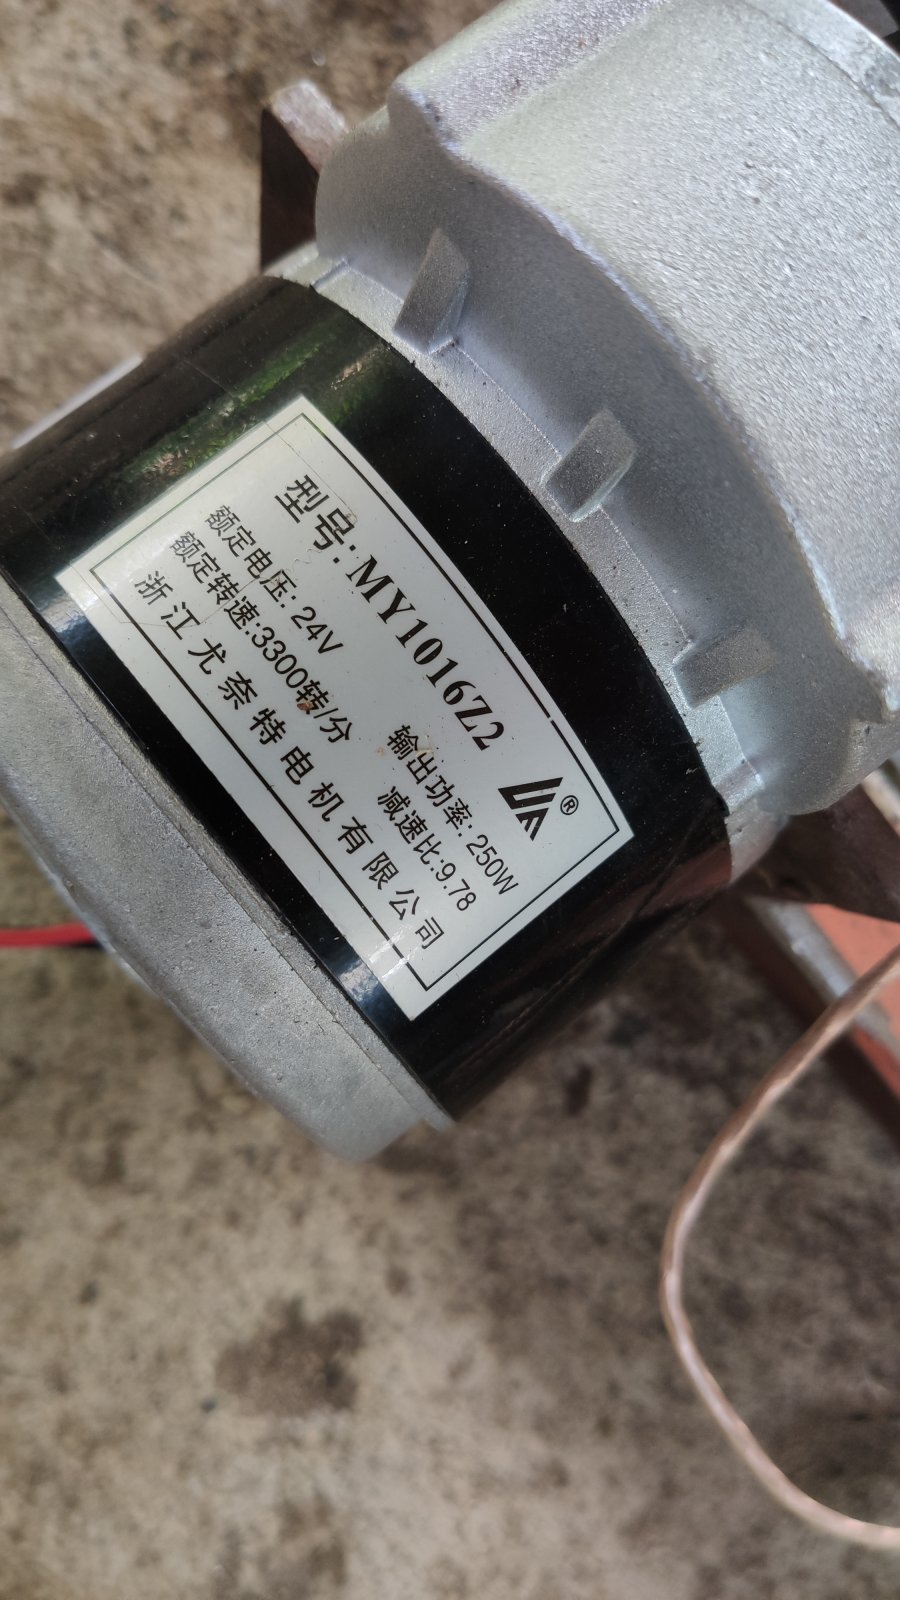 型号: MY1016Z2
®
额定电压: 24V 输出功率: 250W
额定转速:3300转/分 减速比:9.78
浙江尤奈特电机有限公司